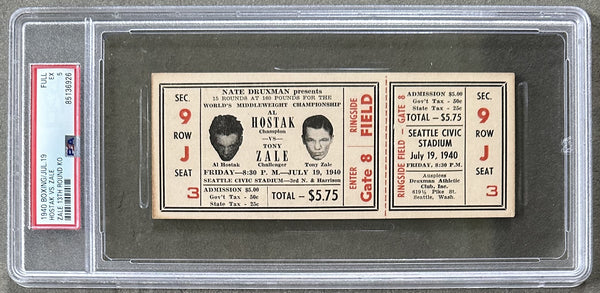 1940 BOXING/JUL.19
HOSTAK VS. ZALE
ZALE 13TH ROUND KO
FULL
EX 5
85136926
PSA
SEC.
9
ROW
J
SEAT
3
NATE DRUXMAN presents
15 ROUNDS AT 160 POUNDS FOR THE
WORLD'S MIDDLEWEIGHT CHAMPIONSHIP
AL
HOSTAK
Champion
—VS—
TONY
ZALE
Challenger
Al Hostak
Tony Zale
FRIDAY—8:30 P. M.—JULY 19, 1940
SEATTLE CIVIC STADIUM—3rd N. & Harrison
ADMISSION $5.00
Gov't Tax - 50c
State Tax - 25c
TOTAL — $5.75
RINGSIDE
FIELD
ENTER
Gate 8
RINGSIDE FIELD - GATE 8
ADMISSION $5.00
Gov't Tax - 50c
State Tax - 25c
TOTAL - $5.75
SEATTLE CIVIC
STADIUM
July 19, 1940
FRIDAY, 8:30 P.M.
Auspices
Druxman Athletic
Club, Inc.
619½ Pike St.
Seattle, Wash.
SEC.
9
ROW
J
SEAT
3